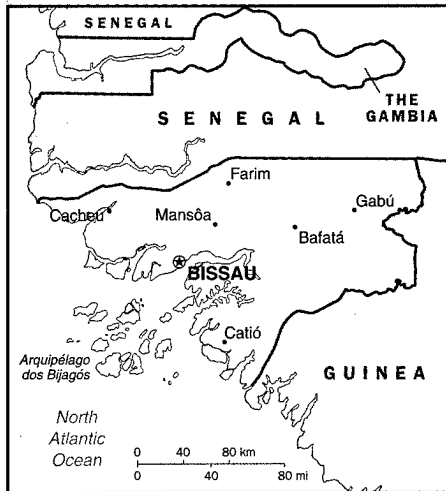 SENEGAL
THE
GAMBIA
SENEGAL
Farim
Cacheu
Mansôa
Gabú
Bafatá
BISSAU
Catió
Arquipélago
dos Bijagós
GUINEA
North
Atlantic
Ocean
0 40 80 km
0 40 80 mi